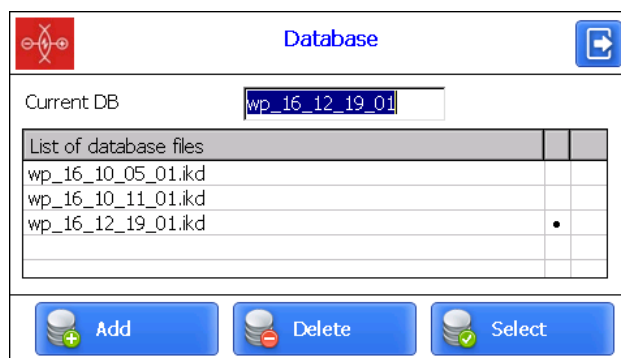 Database
Current DB wp_16_12_19_01
List of database files
wp_16_10_05_01.ikd
wp_16_10_11_01.ikd
wp_16_12_19_01.ikd •
Add Delete Select